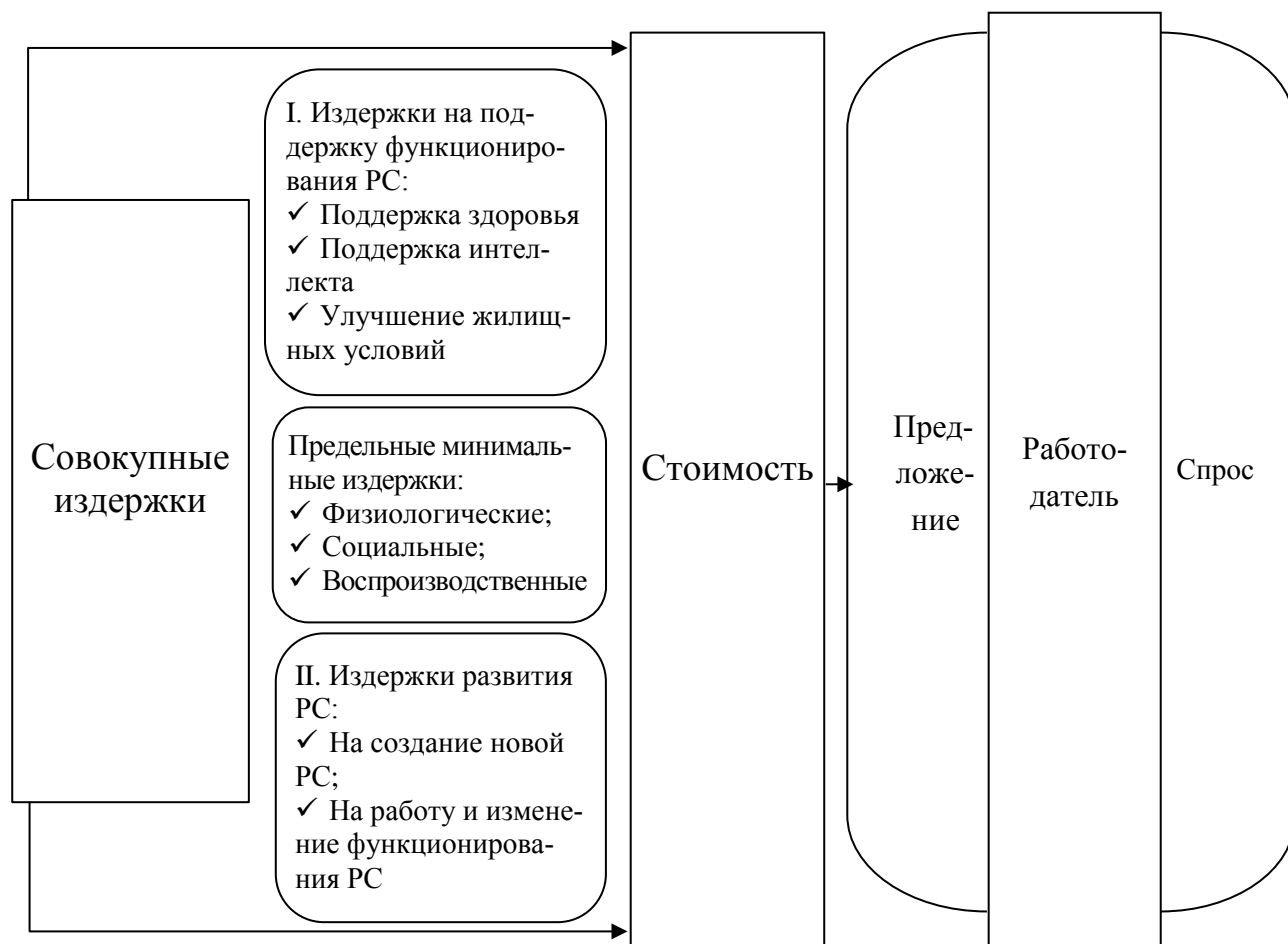 Совокупные
издержки
I. Издержки на под-
держку функциониро-
вания РС:
✓ Поддержка здоровья
✓ Поддержка интел-
лекта
✓ Улучшение жилищ-
ных условий
Предельные минималь-
ные издержки:
✓ Физиологические;
✓ Социальные;
✓ Воспроизводственные
II. Издержки развития
РС:
✓ На создание новой
РС;
✓ На работу и измене-
ние функционирова-
ния РС
Стоимость
Пред-
ложе-
ние
Работо-
датель
Спрос